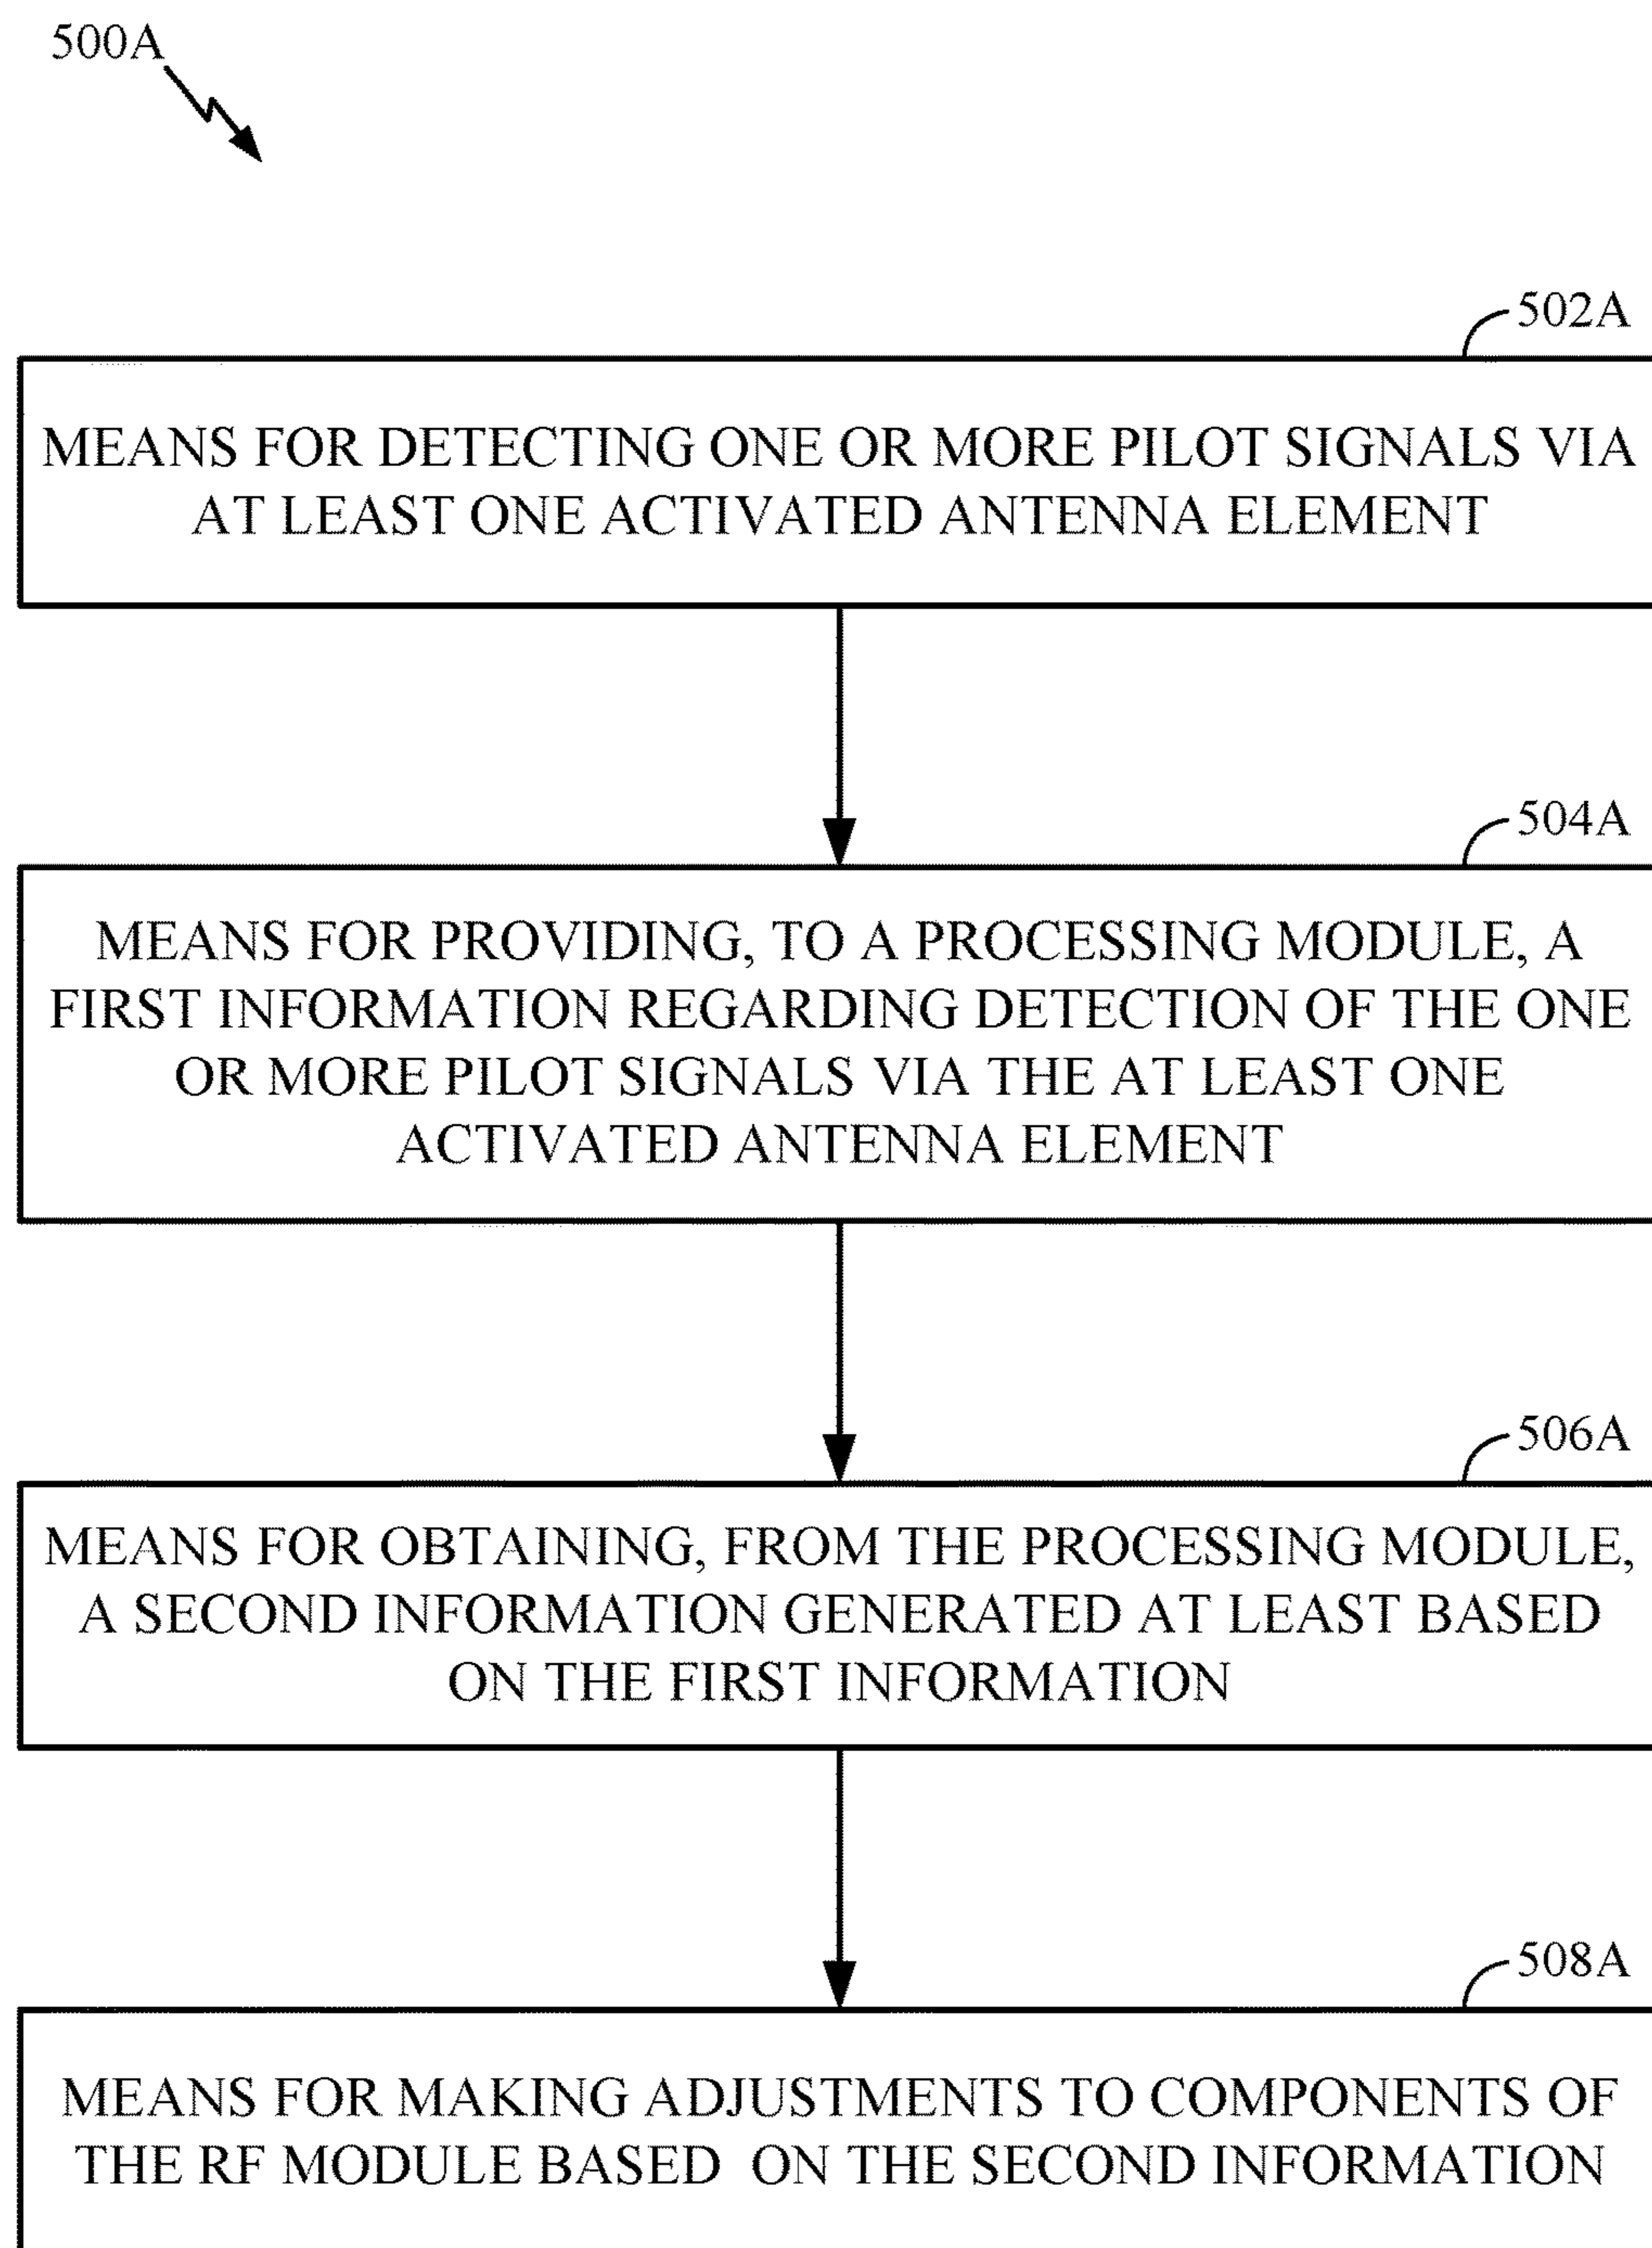 500A
502A
MEANS FOR DETECTING ONE OR MORE PILOT SIGNALS VIA
AT LEAST ONE ACTIVATED ANTENNA ELEMENT
504A
MEANS FOR PROVIDING, TO A PROCESSING MODULE, A
FIRST INFORMATION REGARDING DETECTION OF THE ONE
OR MORE PILOT SIGNALS VIA THE AT LEAST ONE
ACTIVATED ANTENNA ELEMENT
506A
MEANS FOR OBTAINING, FROM THE PROCESSING MODULE,
A SECOND INFORMATION GENERATED AT LEAST BASED
ON THE FIRST INFORMATION
508A
MEANS FOR MAKING ADJUSTMENTS TO COMPONENTS OF
THE RF MODULE BASED ON THE SECOND INFORMATION